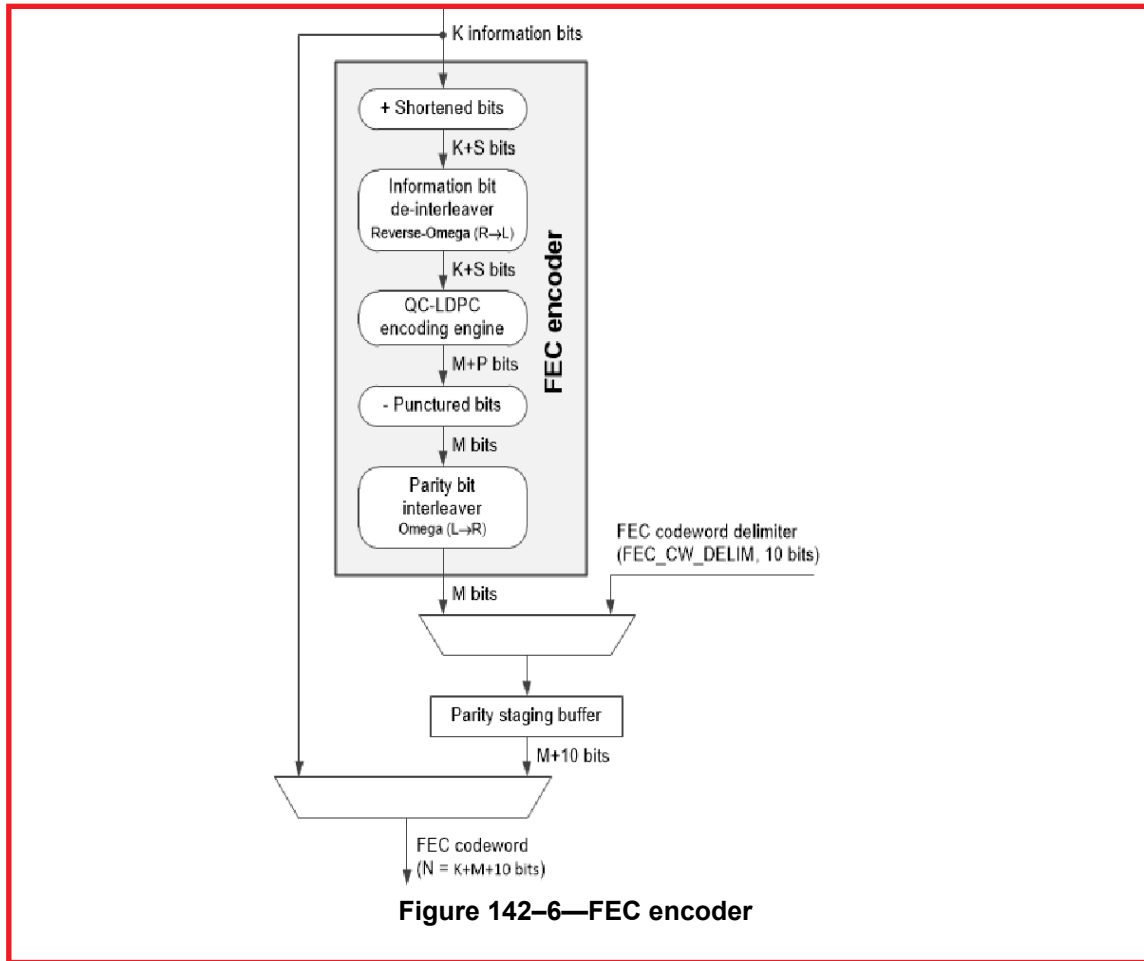 K information bits
+ Shortened bits
K+S bits
Information bit
de-interleaver
Reverse-Omega (R→L)
K+S bits
QC-LDPC
encoding engine
M+P bits
- Punctured bits
M bits
Parity bit
interleaver
Omega (L→R)
FEC encoder
FEC codeword delimiter
(FEC_CW_DELIM, 10 bits)
M bits
Parity staging buffer
M+10 bits
FEC codeword
(N = K+M+10 bits)
Figure 142–6—FEC encoder